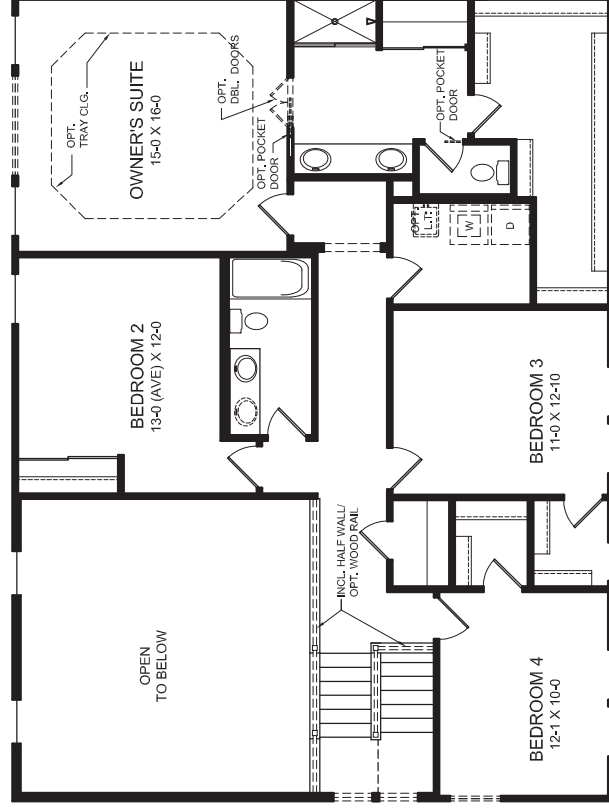 OWNER'S SUITE
15-0 X 16-0
OPT.
TRAY CLG.
OPT.
DBL. DOORS
OPT. POCKET
DOOR
OPT. POCKET
DOOR
OPT.
L.T.
W
D
BEDROOM 2
13-0 (AVE) X 12-0
BEDROOM 3
11-0 X 12-10
INCL. HALF WALL/
OPT. WOOD RAIL
OPEN
TO BELOW
BEDROOM 4
12-1 X 10-0